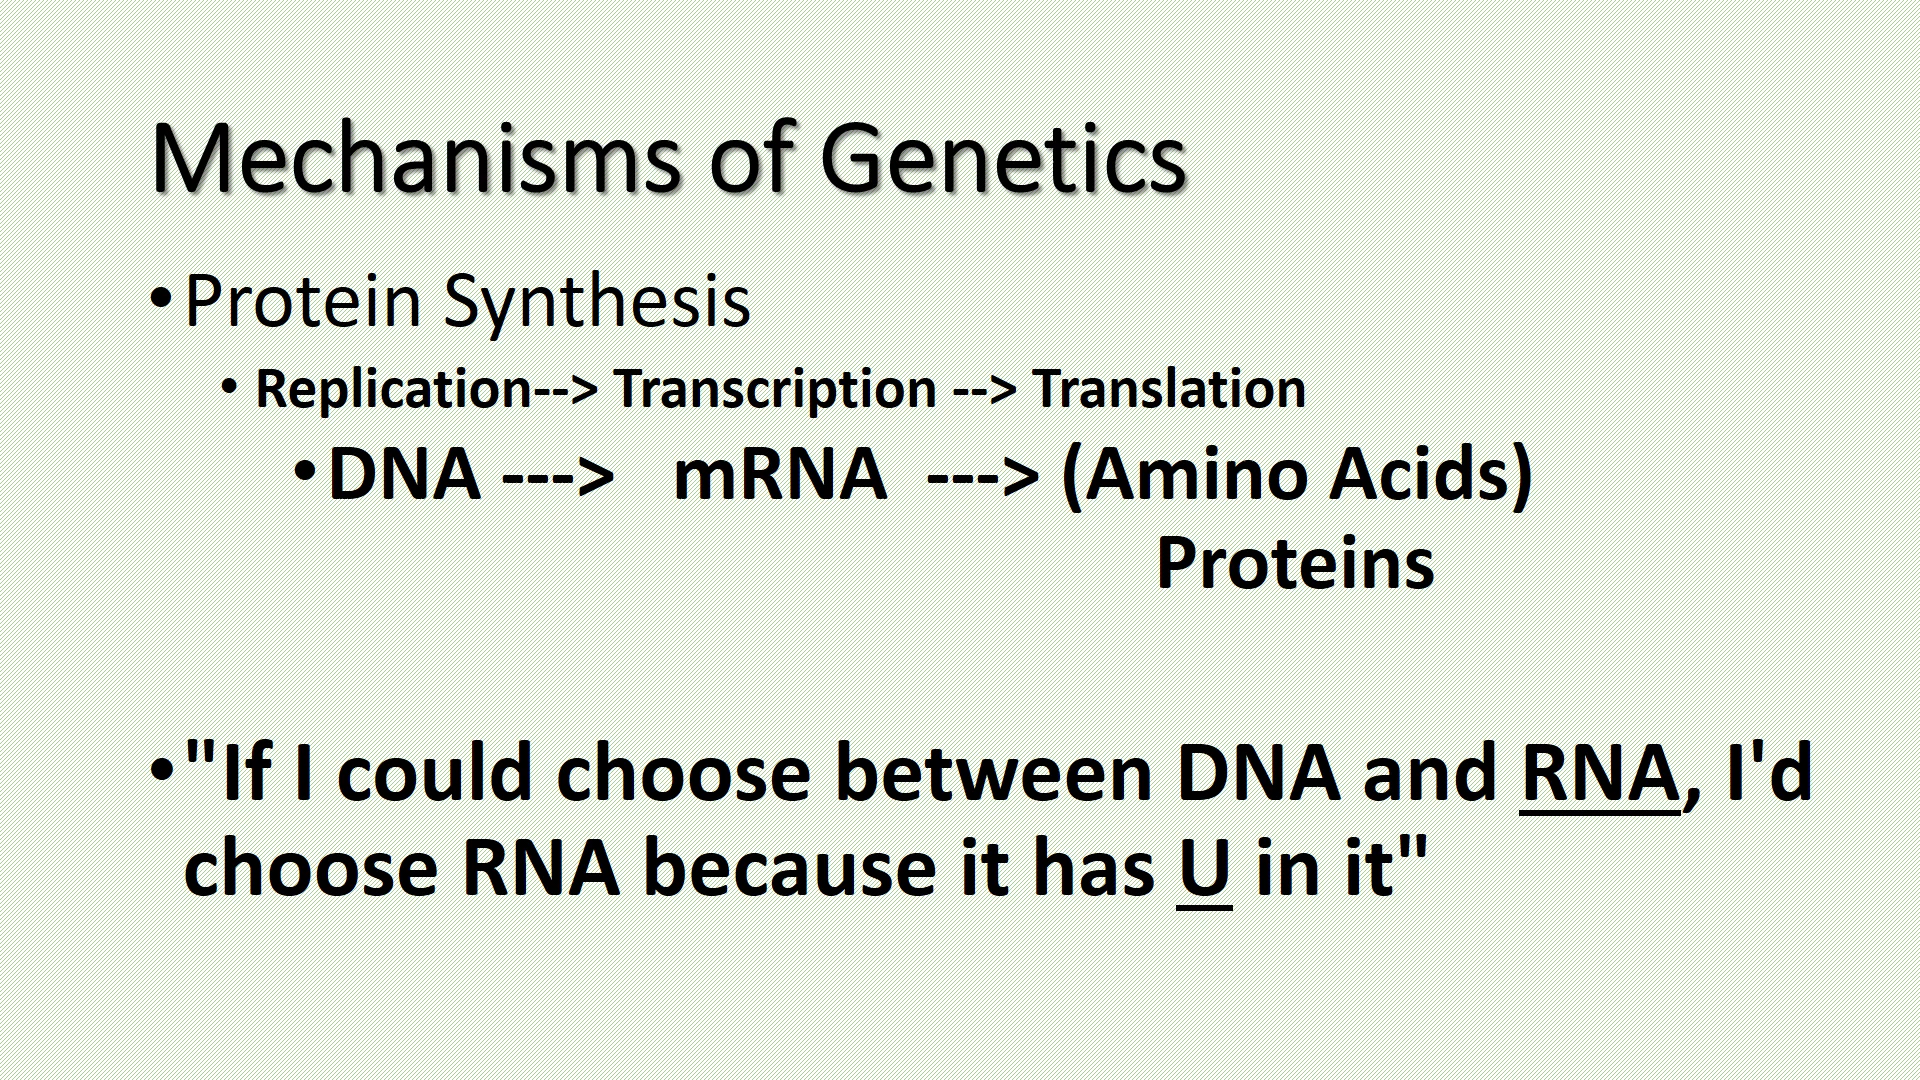 Mechanisms of Genetics
•Protein Synthesis
• Replication--> Transcription --> Translation
•DNA ---> mRNA ---> (Amino Acids)
Proteins
•"If I could choose between DNA and RNA, I'd
choose RNA because it has U in it"